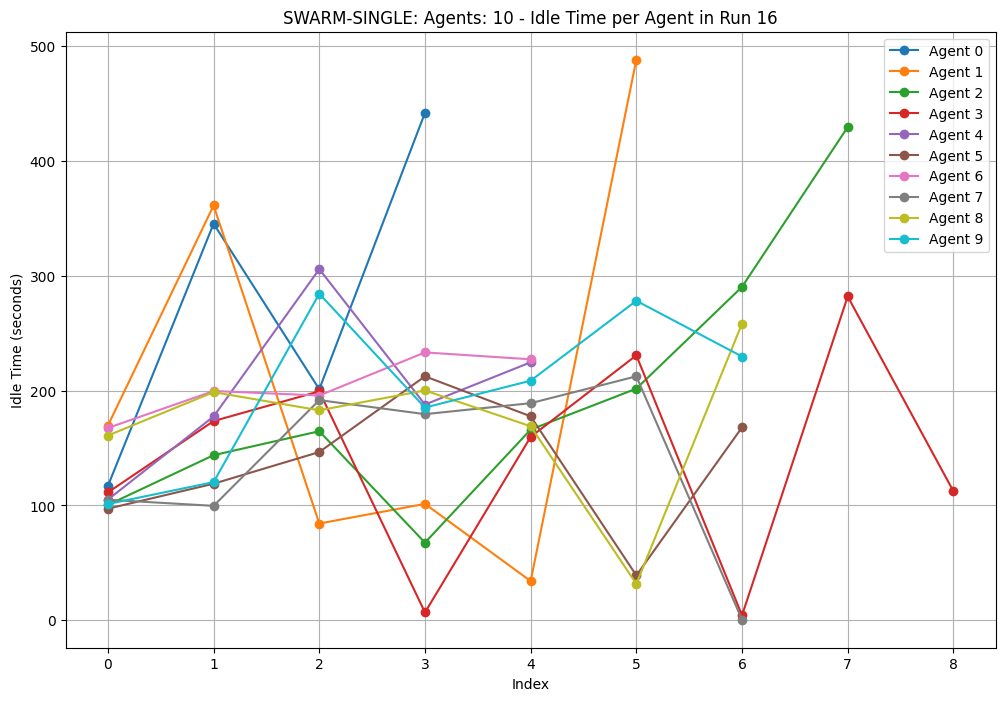 SWARM-SINGLE: Agents: 10 - Idle Time per Agent in Run 16
500
400
300
200
100
0
Idle Time (seconds)
0 1 2 3 4 5 6 7 8
Index
Agent 0
Agent 1
Agent 2
Agent 3
Agent 4
Agent 5
Agent 6
Agent 7
Agent 8
Agent 9